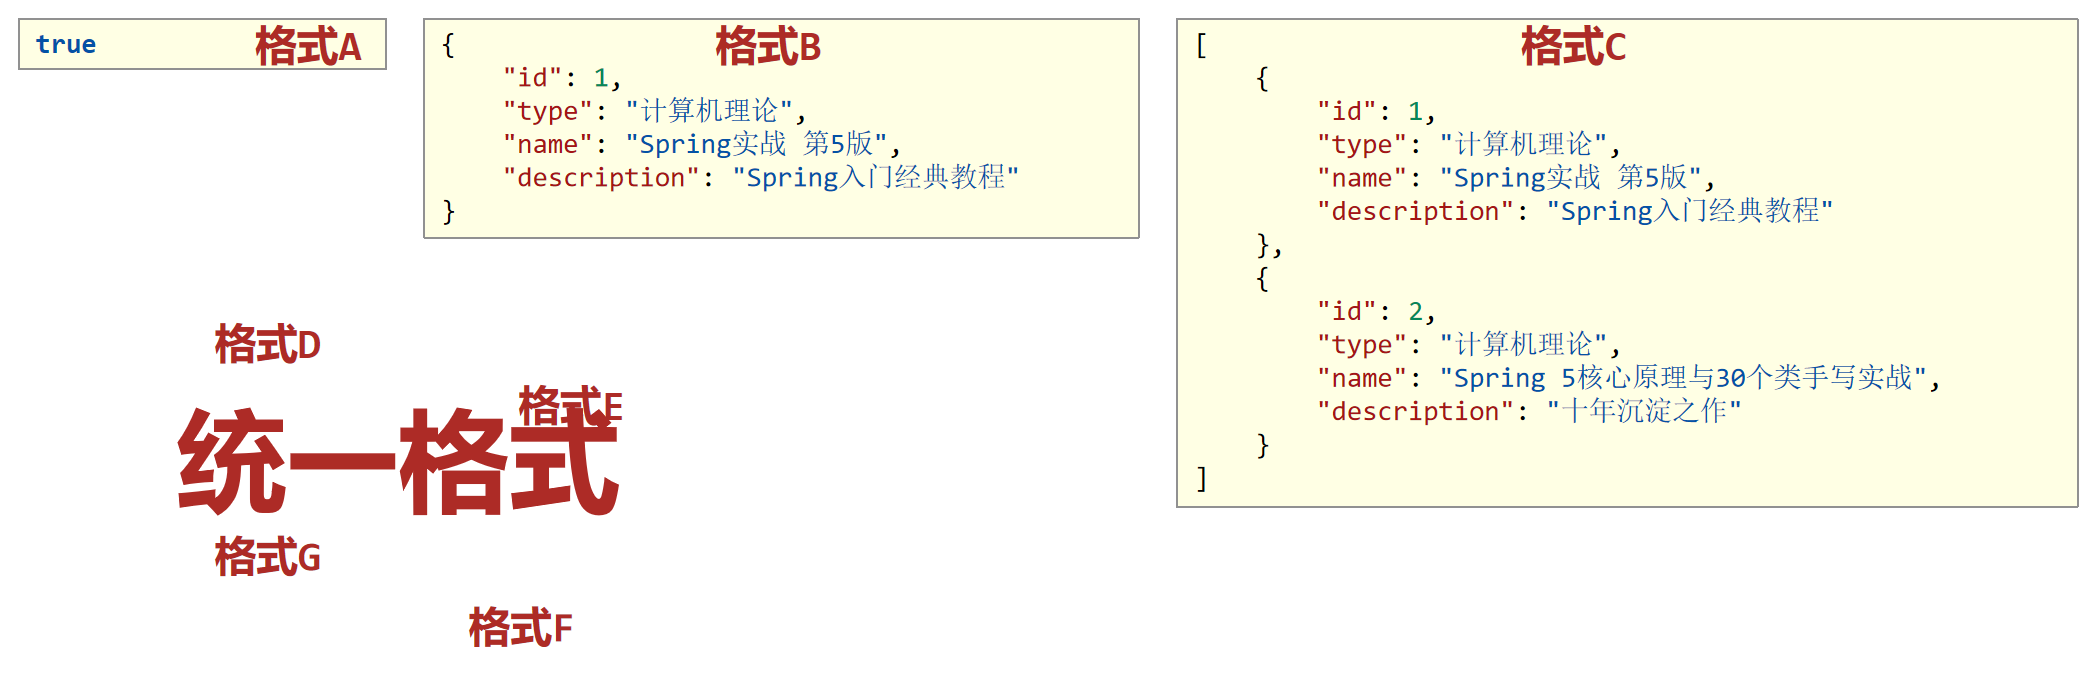 true 格式A
{ 格式B
"id": 1,
"type": "计算机理论",
"name": "Spring实战 第5版",
"description": "Spring入门经典教程"
}
[ 格式C
{
"id": 1,
"type": "计算机理论",
"name": "Spring实战 第5版",
"description": "Spring入门经典教程"
},
{
"id": 2,
"type": "计算机理论",
"name": "Spring 5核心原理与30个类手写实战",
"description": "十年沉淀之作"
}
]
格式D
格式E
统一格式
格式G
格式F